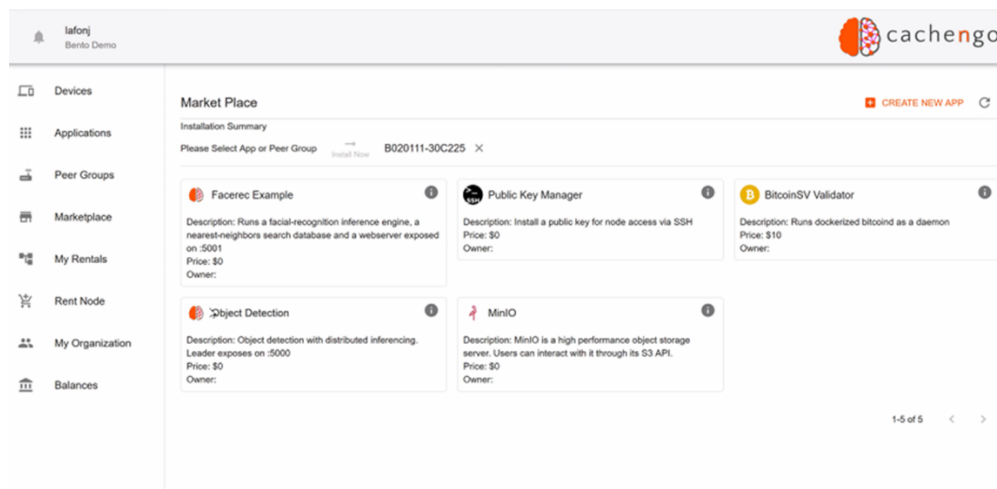 lafonj
Bento Demo
cachengo
Devices
Applications
Peer Groups
Marketplace
My Rentals
Rent Node
My Organization
Balances
Market Place
CREATE NEW APP
Installation Summary
Please Select App or Peer Group
Install Now
B020111-30C225
Facerec Example
Description: Runs a facial-recognition inference engine, a
nearest-neighbors search database and a webserver exposed
on :5001
Price: $0
Owner:
>_
SSH
Public Key Manager
Description: Install a public key for node access via SSH
Price: $0
Owner:
BitcoinSV Validator
Description: Runs dockerized bitcoind as a daemon
Price: $10
Owner:
Object Detection
Description: Object detection with distributed inferencing.
Leader exposes on :5000
Price: $0
Owner:
MinIO
Description: MinIO is a high performance object storage
server. Users can interact with it through its S3 API.
Price: $0
Owner:
1-5 of 5